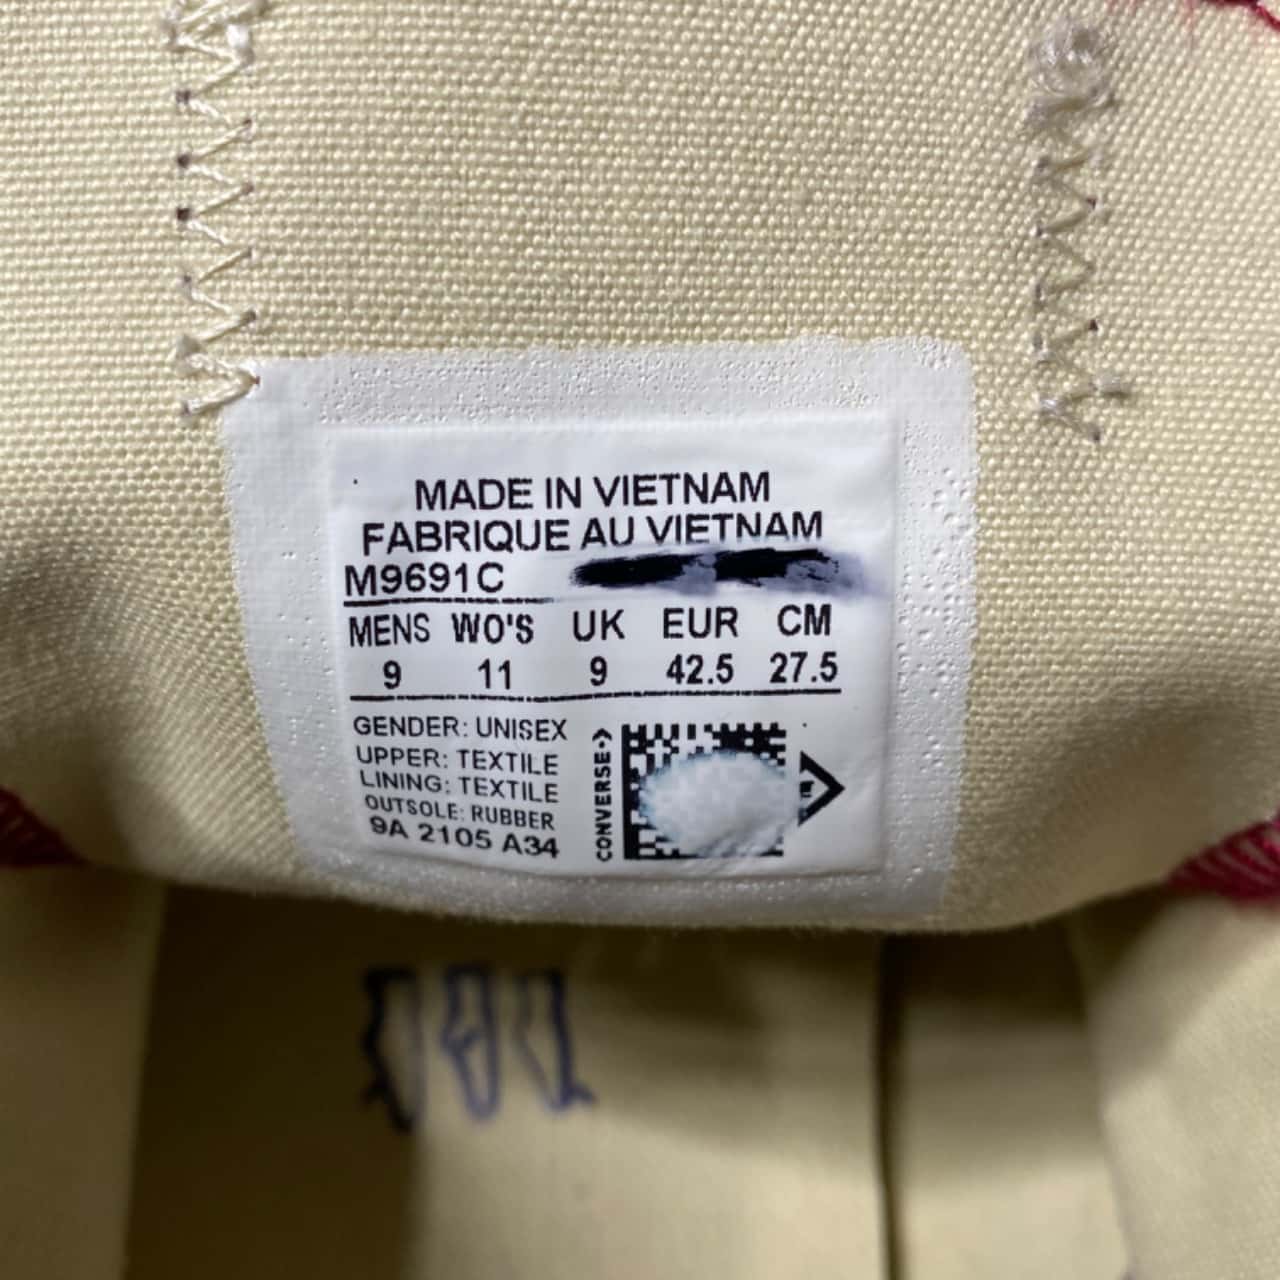 MADE IN VIETNAM
FABRIQUE AU VIETNAM
M9691C
MENS WO'S UK EUR CM
9 11 9 42.5 27.5
GENDER: UNISEX
UPPER: TEXTILE
LINING: TEXTILE
OUTSOLE: RUBBER
9A 2105 A34
CONVERSE